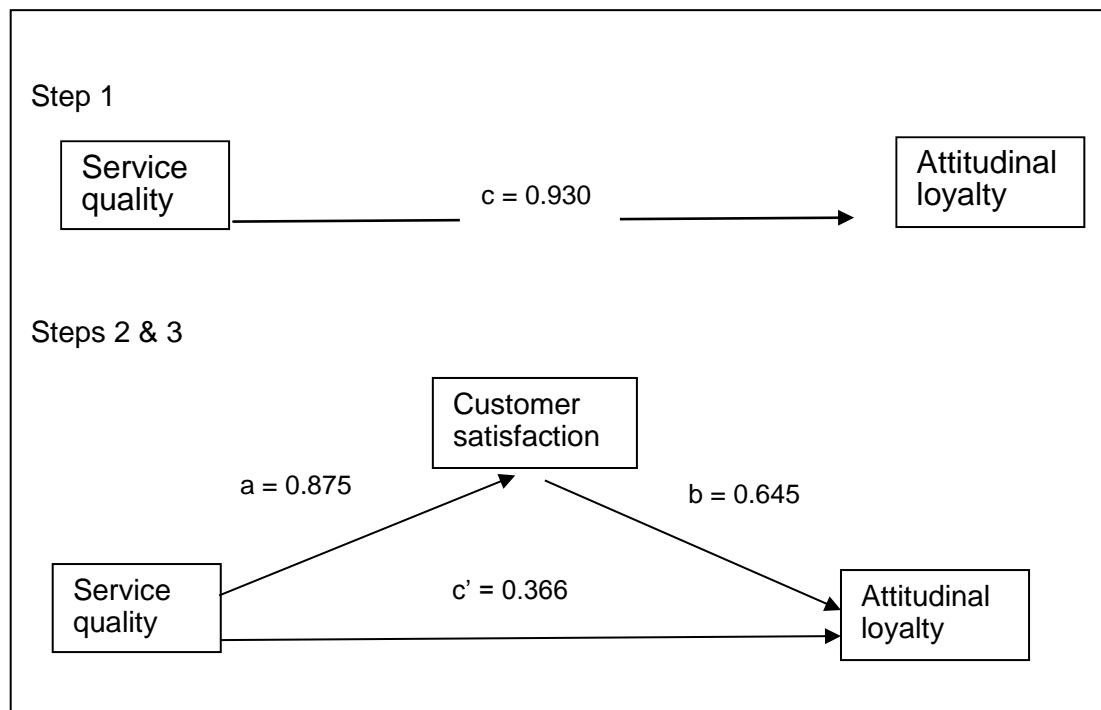 Step 1
Service
quality
c = 0.930
Attitudinal
loyalty
Steps 2 & 3
Customer
satisfaction
a = 0.875
b = 0.645
Service
quality
c’ = 0.366
Attitudinal
loyalty